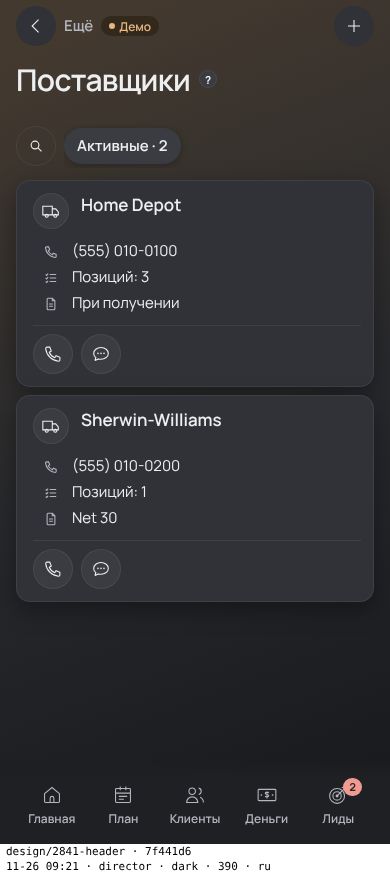 Ещё
Демо
Поставщики
?
Активные · 2
Home Depot
(555) 010-0100
Позиций: 3
При получении
Sherwin-Williams
(555) 010-0200
Позиций: 1
Net 30
2
Главная
План
Клиенты
Деньги
Лиды
design/2841-header · 7f441d6
11-26 09:21 · director · dark · 390 · ru